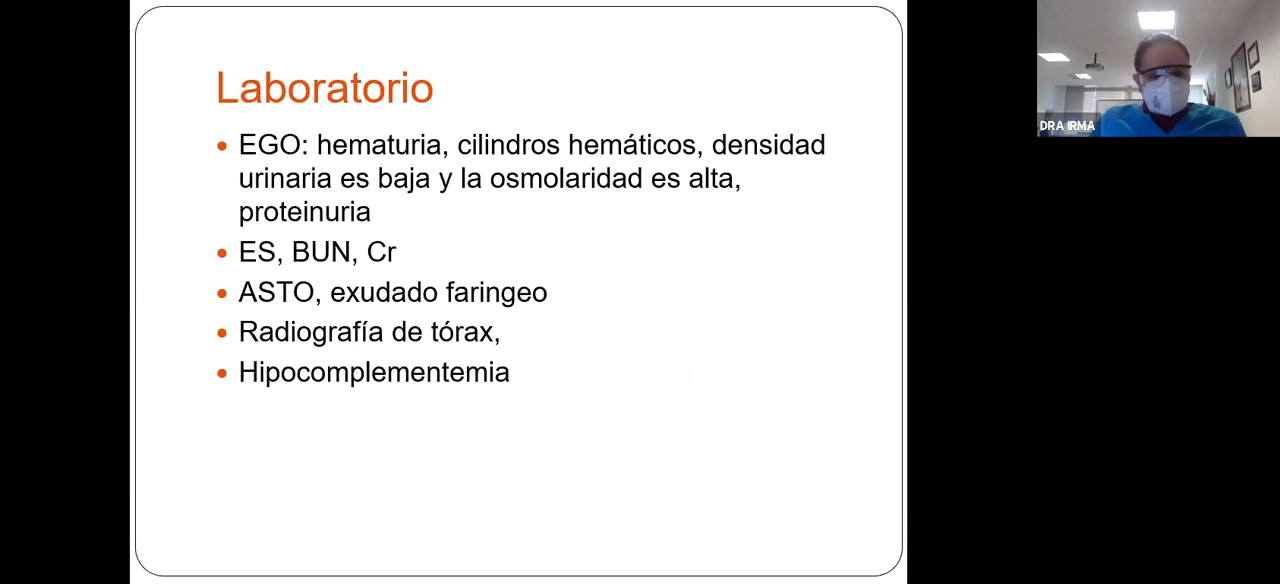 Laboratorio
• EGO: hematuria, cilindros hemáticos, densidad
urinaria es baja y la osmolaridad es alta,
proteinuria
• ES, BUN, Cr
• ASTO, exudado faringeo
• Radiografía de tórax,
• Hipocomplementemia
DRA IRMA